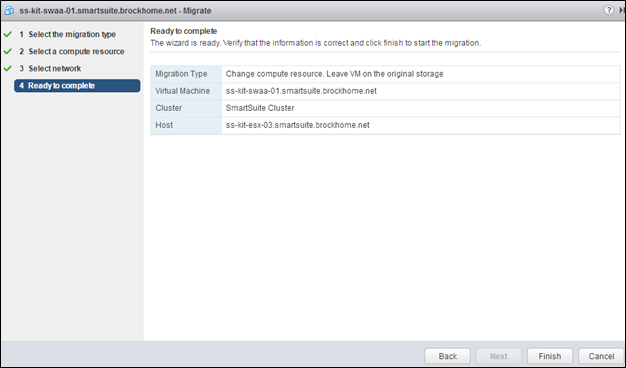 ss-kit-swaa-01.smartsuite.brockhome.net - Migrate
1 Select the migration type
2 Select a compute resource
3 Select network
4 Ready to complete
Ready to complete
The wizard is ready. Verify that the information is correct and click finish to start the migration.
Migration Type Change compute resource. Leave VM on the original storage
Virtual Machine ss-kit-swaa-01.smartsuite.brockhome.net
Cluster SmartSuite Cluster
Host ss-kit-esx-03.smartsuite.brockhome.net
Back Next Finish Cancel